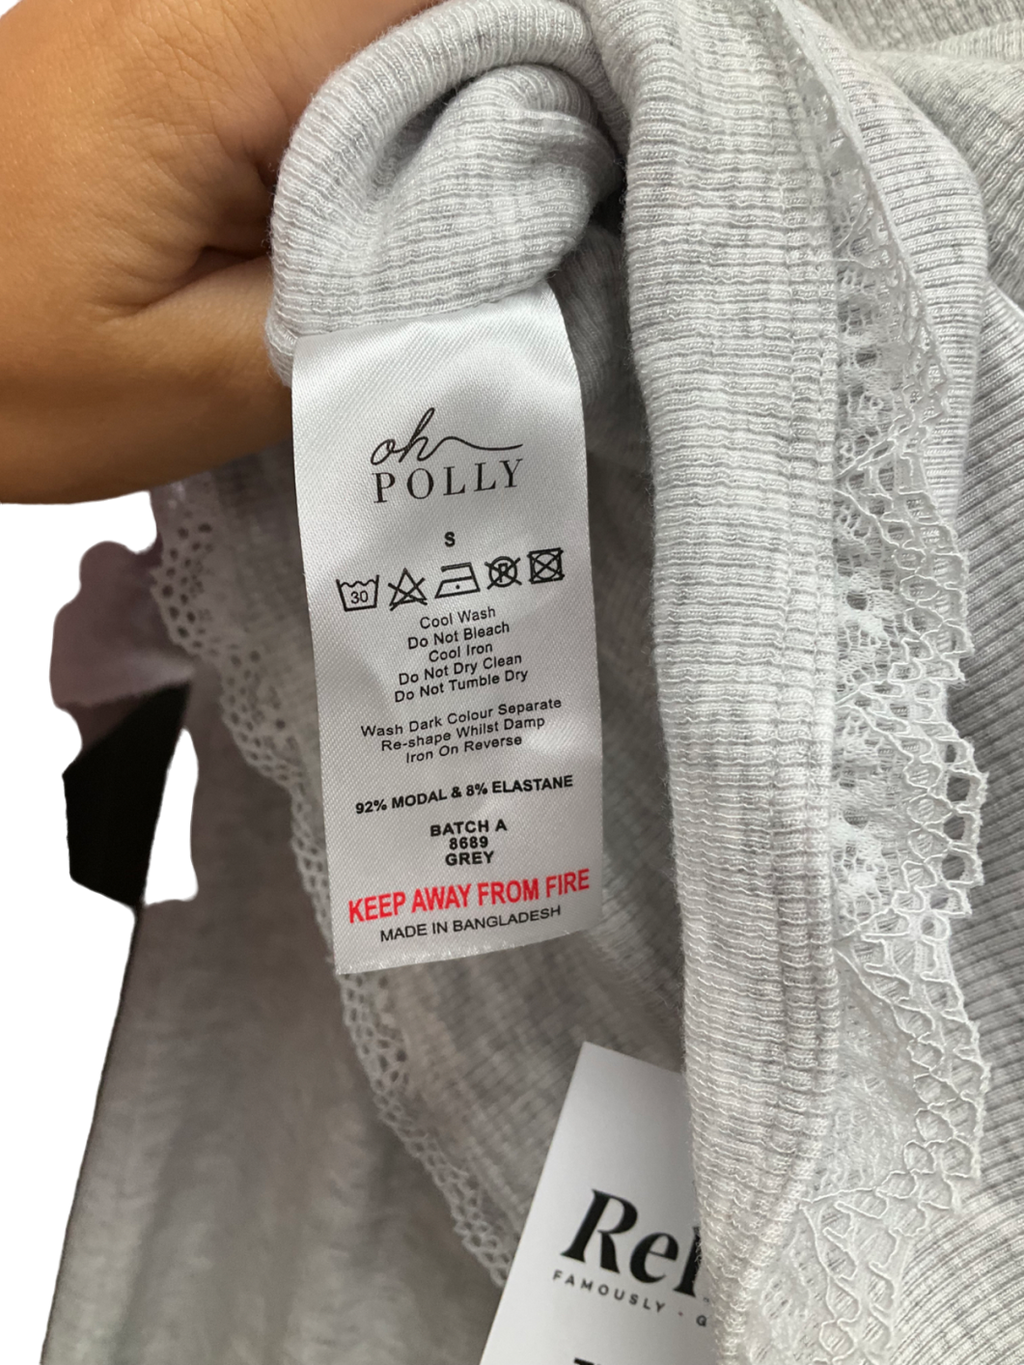 oh
POLLY
S
30
Cool Wash
Do Not Bleach
Cool Iron
Do Not Dry Clean
Do Not Tumble Dry
Wash Dark Colour Separate
Re-shape Whilst Damp
Iron On Reverse
92% MODAL & 8% ELASTANE
BATCH A
8689
GREY
KEEP AWAY FROM FIRE
MADE IN BANGLADESH
FAMOUSLY